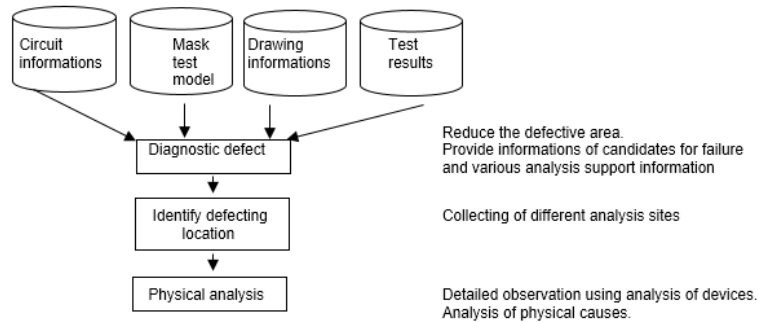 Circuit
informations
Mask
test
model
Drawing
informations
Test
results
Diagnostic defect
Reduce the defective area.
Provide informations of candidates for failure
and various analysis support information
Identify defecting
location
Collecting of different analysis sites
Physical analysis
Detailed observation using analysis of devices.
Analysis of physical causes.